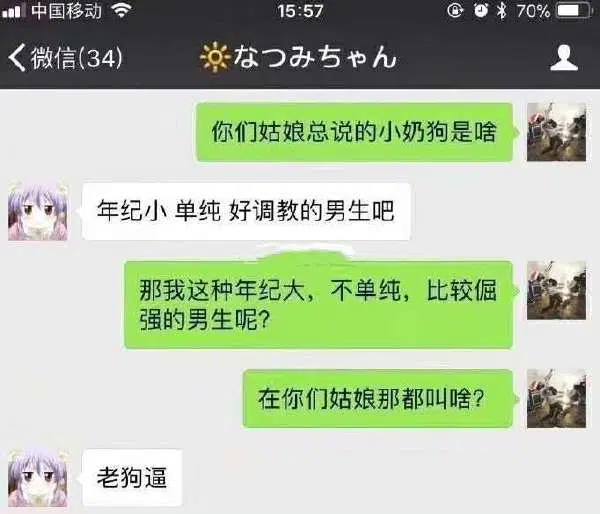 中国移动 15:57 70%
微信(34) 🔆なつみちゃん
你们姑娘总说的小奶狗是啥
年纪小 单纯 好调教的男生吧
那我这种年纪大，不单纯，比较倔
强的男生呢?
在你们姑娘那都叫啥?
老狗逼